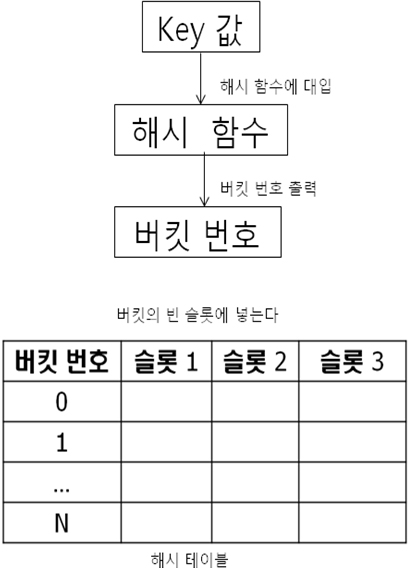 Key 값
해시 함수에 대입
해시 함수
버킷 번호 출력
버킷 번호
버킷의 빈 슬롯에 넣는다
버킷 번호 슬롯 1 슬롯 2 슬롯 3
0
1
...
N
해시 테이블